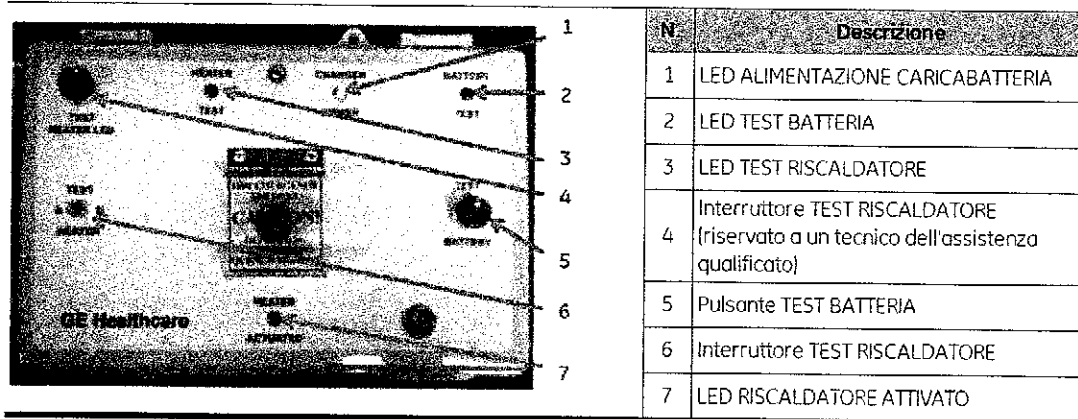 HEATER
TEST
CHARGER
POWER
BATTERY
TEST
TEST
HEATER LED
TEST
HEATER
TEST
BATTERY
HEATER
ACTUATED
GE Healthcare
1
2
3
4
5
6
7
N Descrizione
1 LED ALIMENTAZIONE CARICABATTERIA
2 LED TEST BATTERIA
3 LED TEST RISCALDATORE
4 Interruttore TEST RISCALDATORE
(riservato a un tecnico dell'assistenza
qualificato)
5 Pulsante TEST BATTERIA
6 Interruttore TEST RISCALDATORE
7 LED RISCALDATORE ATTIVATO